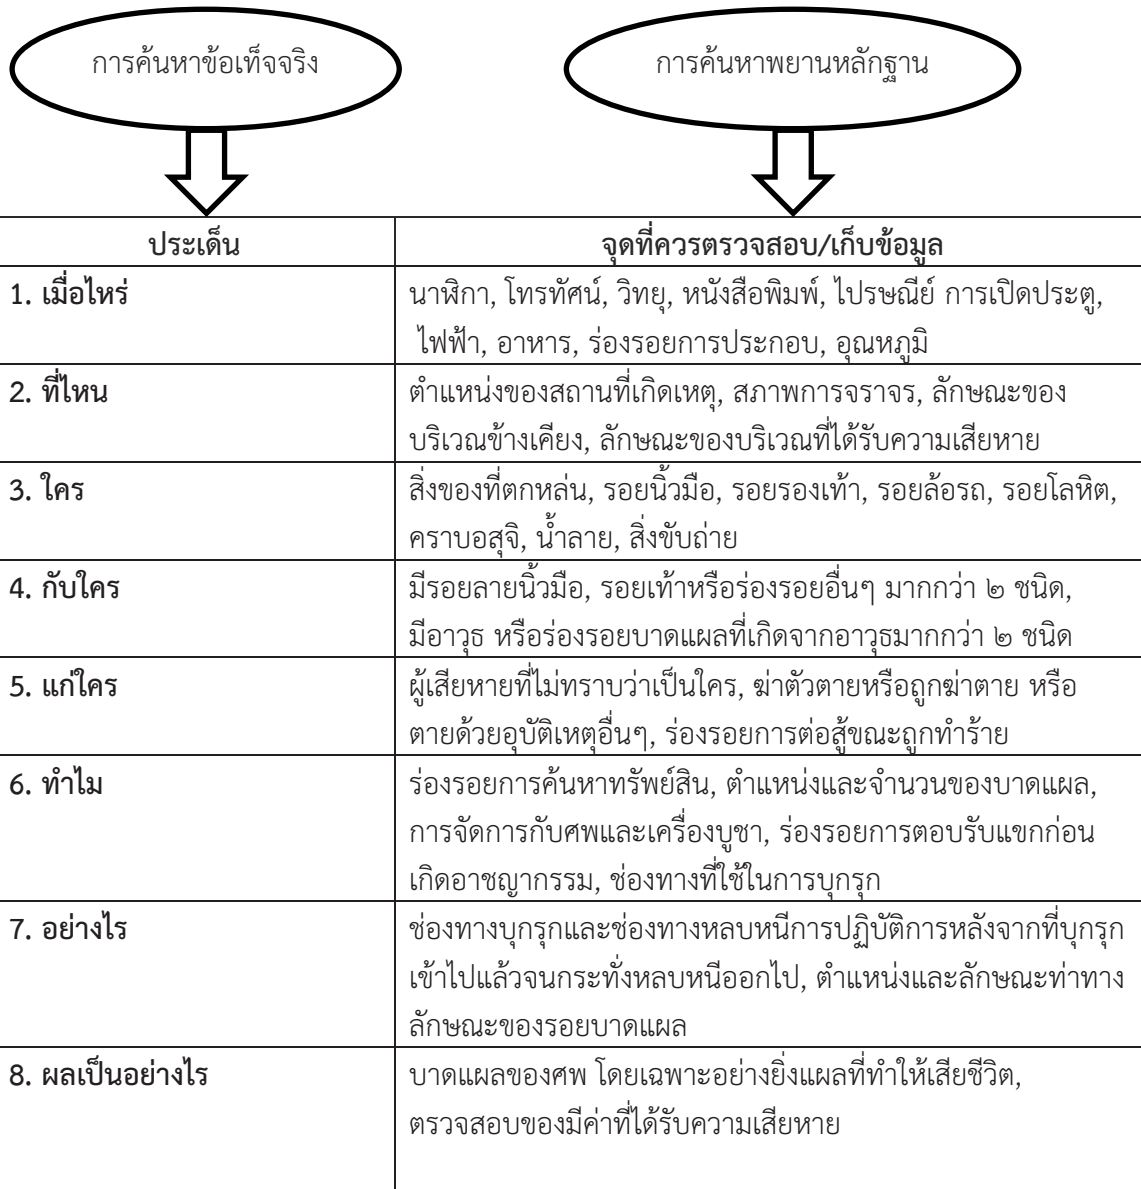 การค้นหาข้อเท็จจริง
การค้นหาพยานหลักฐาน
ประเด็น
จุดที่ควรตรวจสอบ/เก็บข้อมูล
1. เมื่อไหร่
นาฬิกา, โทรทัศน์, วิทยุ, หนังสือพิมพ์, ไปรษณีย์ การเปิดประตู,
ไฟฟ้า, อาหาร, ร่องรอยการประกอบ, อุณหภูมิ
2. ที่ไหน
ตำแหน่งของสถานที่เกิดเหตุ, สภาพการจราจร, ลักษณะของ
บริเวณข้างเคียง, ลักษณะของบริเวณที่ได้รับความเสียหาย
3. ใคร
สิ่งของที่ตกหล่น, รอยนิ้วมือ, รอยรองเท้า, รอยล้อรถ, รอยโลหิต,
คราบอสุจิ, น้ำลาย, สิ่งขับถ่าย
4. กับใคร
มีรอยลายนิ้วมือ, รอยเท้าหรือร่องรอยอื่นๆ มากกว่า ๒ ชนิด,
มีอาวุธ หรือร่องรอยบาดแผลที่เกิดจากอาวุธมากกว่า ๒ ชนิด
5. แก่ใคร
ผู้เสียหายที่ไม่ทราบว่าเป็นใคร, ฆ่าตัวตายหรือถูกฆ่าตาย หรือ
ตายด้วยอุบัติเหตุอื่นๆ, ร่องรอยการต่อสู้ขณะถูกทำร้าย
6. ทำไม
ร่องรอยการค้นหาทรัพย์สิน, ตำแหน่งและจำนวนของบาดแผล,
การจัดการกับศพและเครื่องบูชา, ร่องรอยการตอบรับแขกก่อน
เกิดอาชญากรรม, ช่องทางที่ใช้ในการบุกรุก
7. อย่างไร
ช่องทางบุกรุกและช่องทางหลบหนีการปฏิบัติการหลังจากที่บุกรุก
เข้าไปแล้วจนกระทั่งหลบหนีออกไป, ตำแหน่งและลักษณะท่าทาง
ลักษณะของรอยบาดแผล
8. ผลเป็นอย่างไร
บาดแผลของศพ โดยเฉพาะอย่างยิ่งแผลที่ทำให้เสียชีวิต,
ตรวจสอบของมีค่าที่ได้รับความเสียหาย